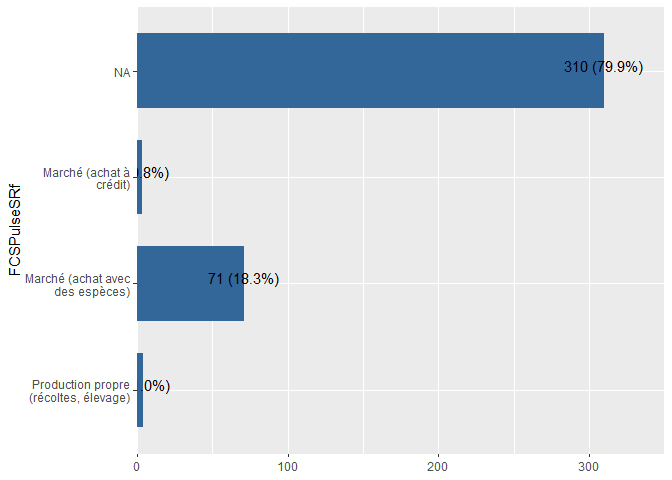 FCSPulseSRf
NA
310 (79.9%)
Marché (achat à
crédit)
.8%)
Marché (achat avec
des espèces)
71 (18.3%)
Production propre
(récoltes, élevage)
.0%)
0
100
200
300